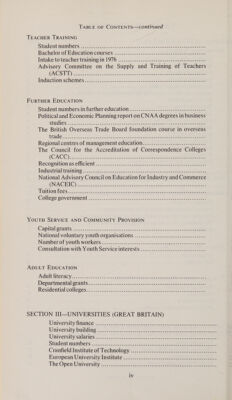 TABLE OF CONTENTS—continued
TEACHER TRAINING
Student numbers
Bachelor of Education courses
Intake to teacher training in 1976
Advisory Committee on the Supply and Training of Teachers
(ACSTT)
Induction schemes
FURTHER EDUCATION
Student numbers in further education
Political and Economic Planning report on CNAA degrees in business
studies
The British Overseas Trade Board foundation course in overseas
trade
Regional centres of management education
The Council for the Accreditation of Correspondence Colleges
(CACC)
Recognition as efficient
Industrial training
National Advisory Council on Education for Industry and Commerce
(NACEIC)
Tuition fees
College government
YOUTH SERVICE AND COMMUNITY PROVISION
Capital grants
National voluntary youth organisations
Number of youth workers
Consultation with Youth Service interests
ADULT EDUCATION
Adult literacy
Departmental grants
Residential colleges
SECTION III—UNIVERSITIES (GREAT BRITAIN)
University finance
University building
University salaries
Student numbers
Cranfield Institute of Technology
European University Institute
The Open University
iv